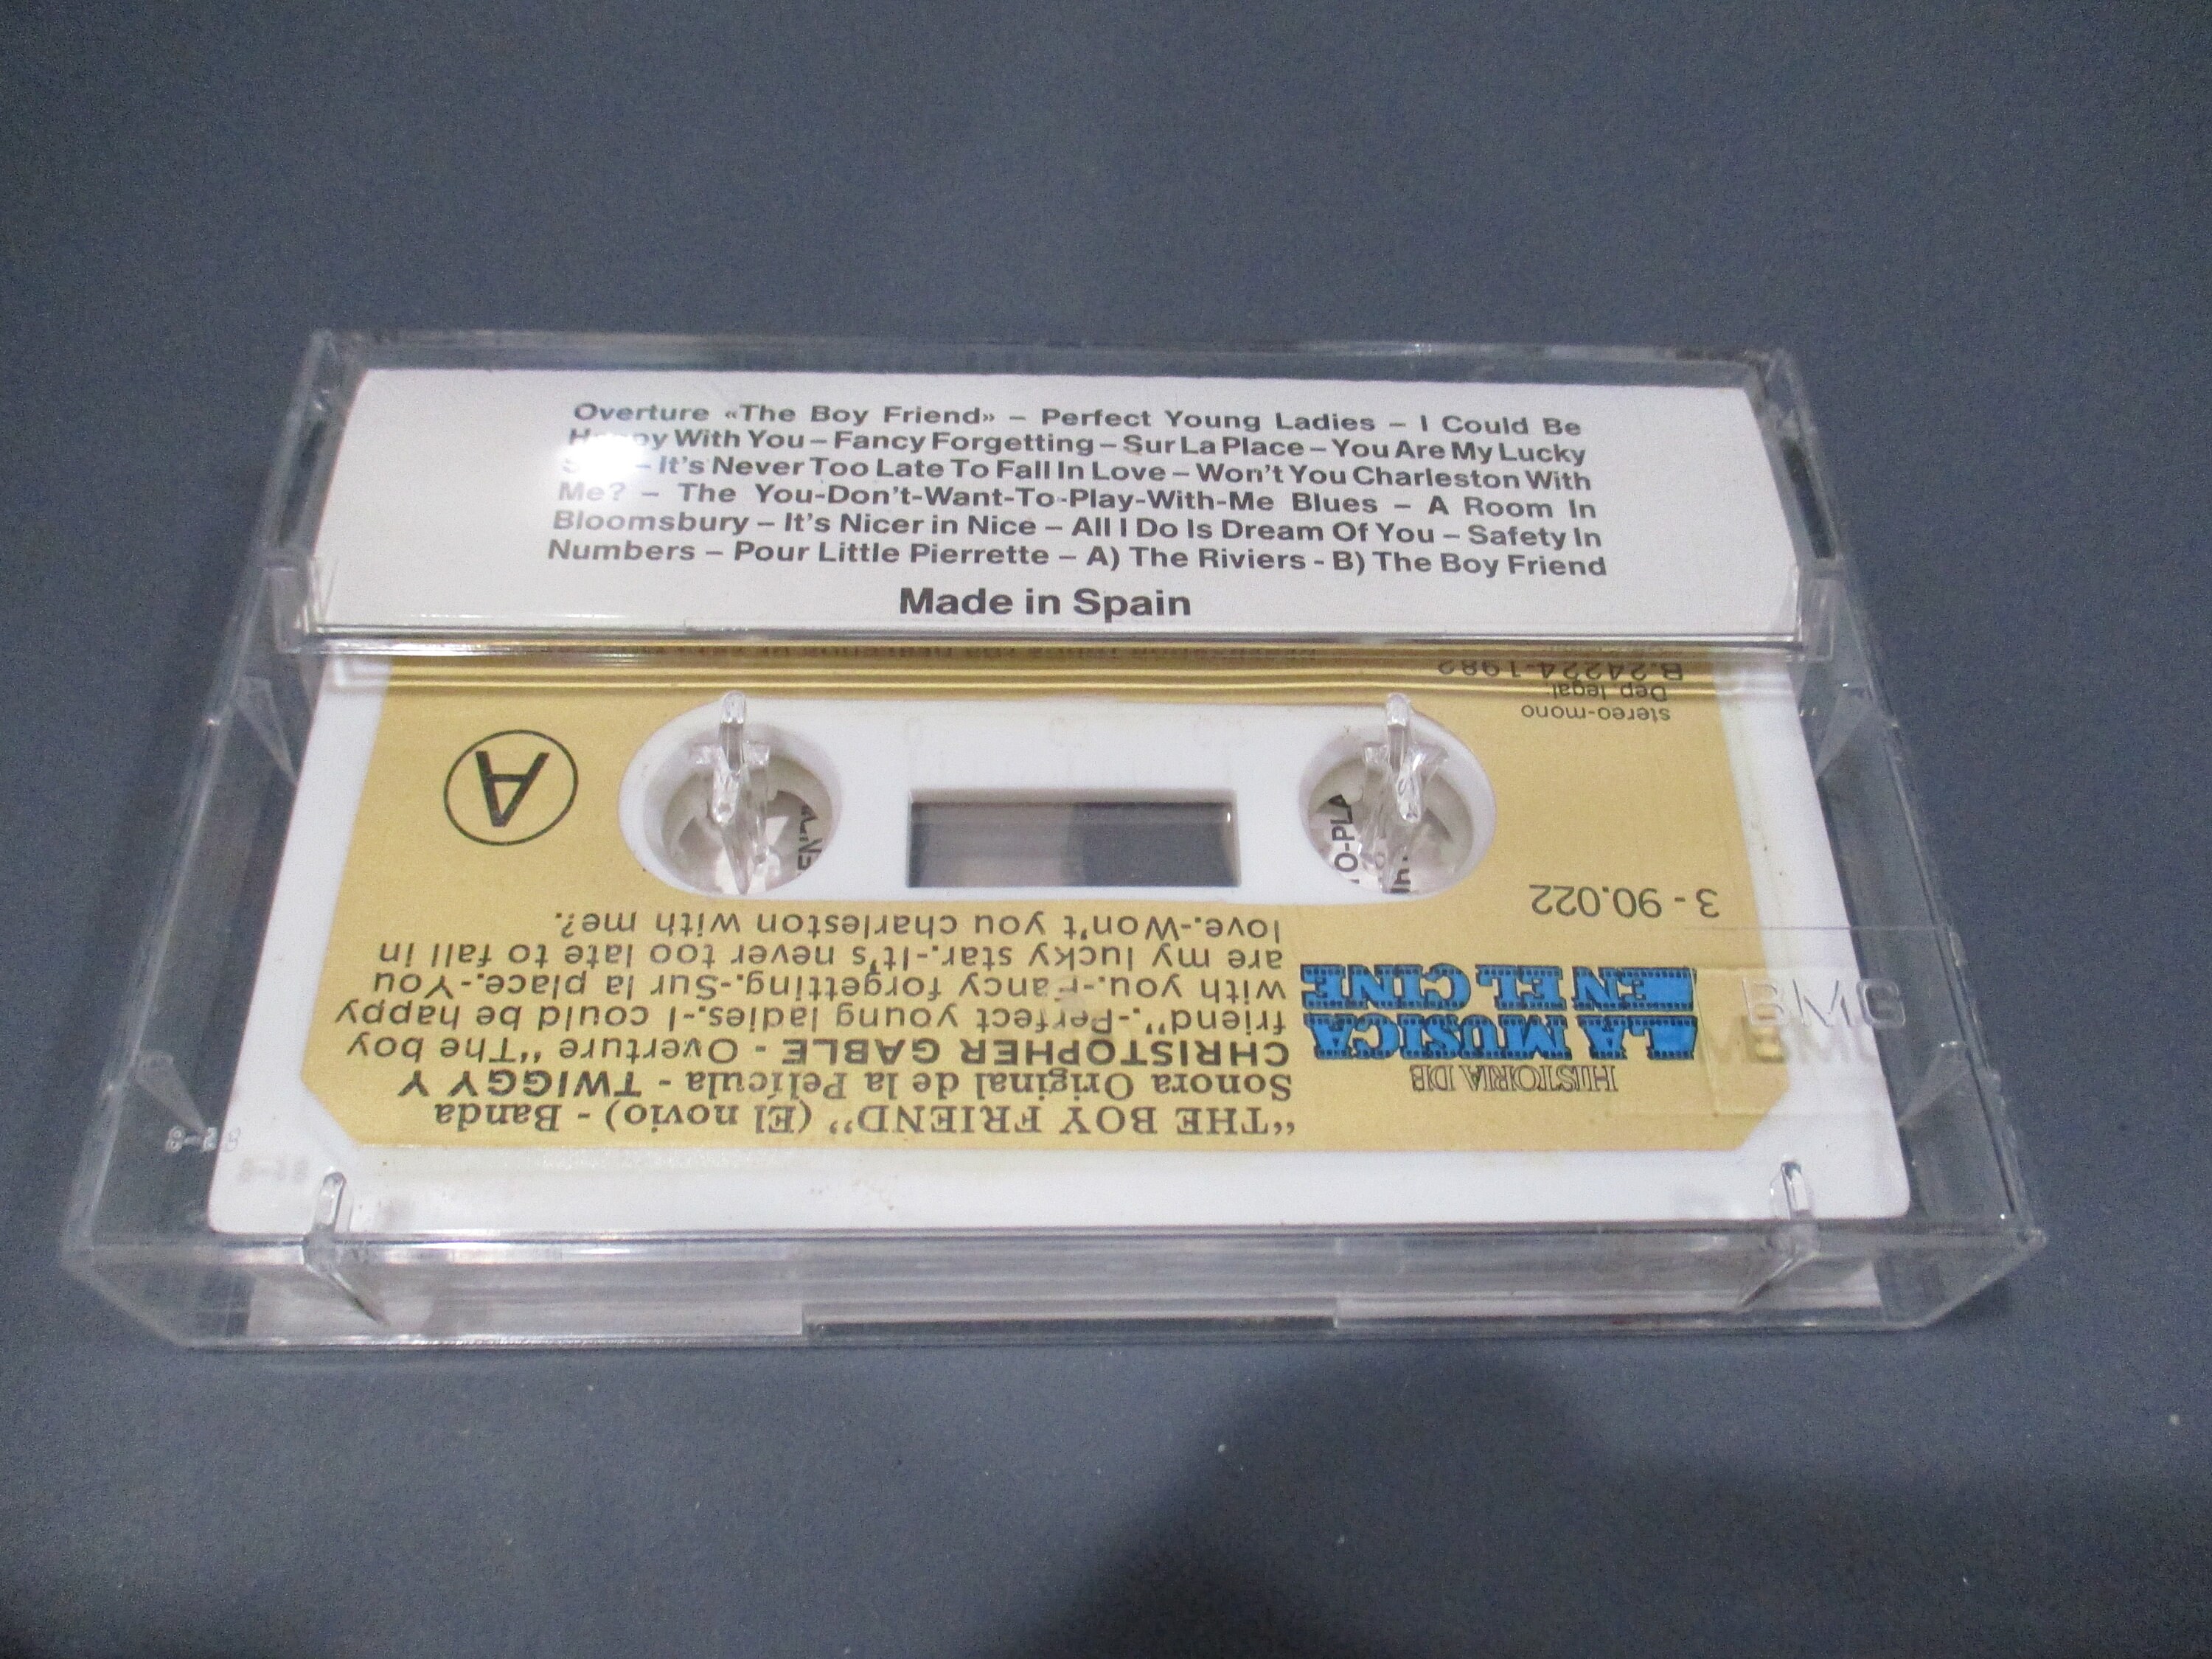 Overture «The Boy Friend» – Perfect Young Ladies – I Could Be
With You – Fancy Forgetting – Sur La Place – You Are My Lucky
– It's Never Too Late To Fall In Love – Won't You Charleston With
Me? – The You-Don't-Want-To-Play-With-Me Blues – A Room In
Bloomsbury – It's Nicer in Nice – All I Do Is Dream Of You – Safety In
Numbers – Pour Little Pierrette – A) The Riviers - B) The Boy Friend
Made in Spain
"THE BOY FRIEND" (El novio) - Banda
Sonora Original de la Película - TWIGGY Y
CHRISTOPHER GABLE - Overture "The boy
friend".-Perfect young ladies.-I could be happy
with you.-Fancy forgetting.-Sur la place.-You
are my lucky star.-It's never too late to fall in
love.-Won't you charleston with me?.
HISTORIA DE
LA MUSICA
EN EL CINE
3 - 90.022
A
stereo-mono
Dep. legal:
B.24224-1982
BMG